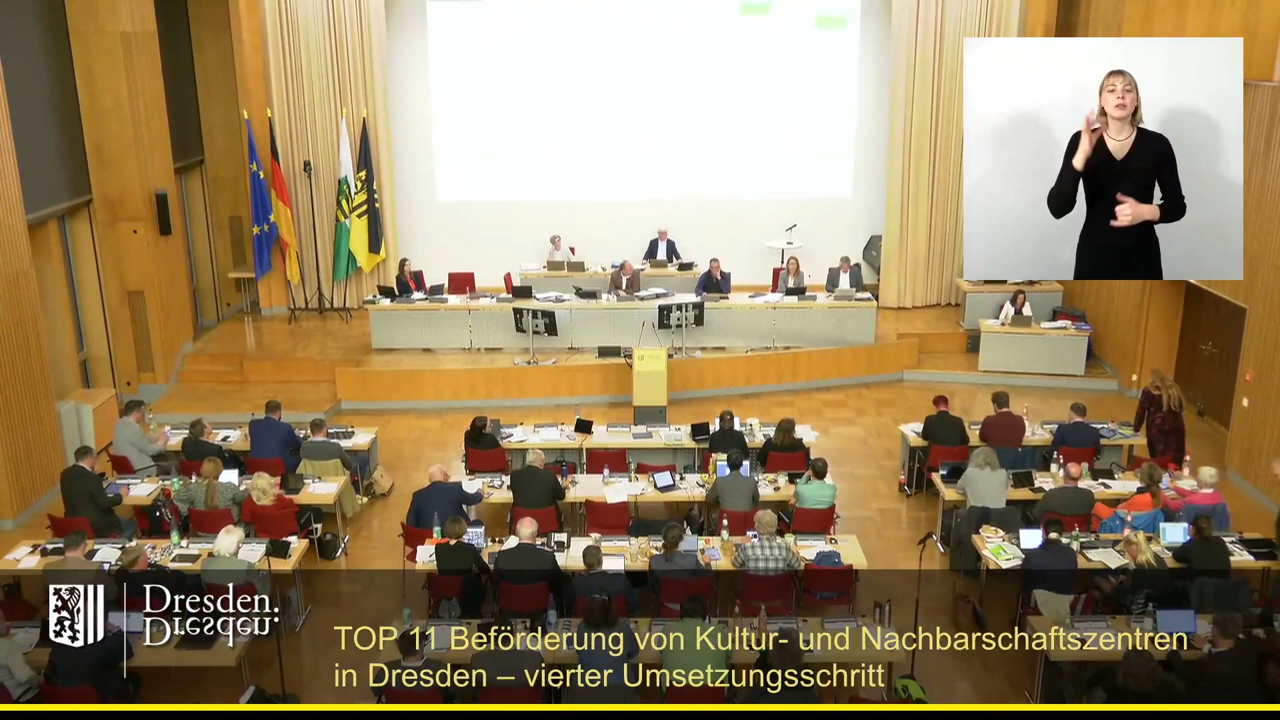 Dresden.
Dresden.
TOP 11 Beförderung von Kultur- und Nachbarschaftszentren
in Dresden – vierter Umsetzungsschritt